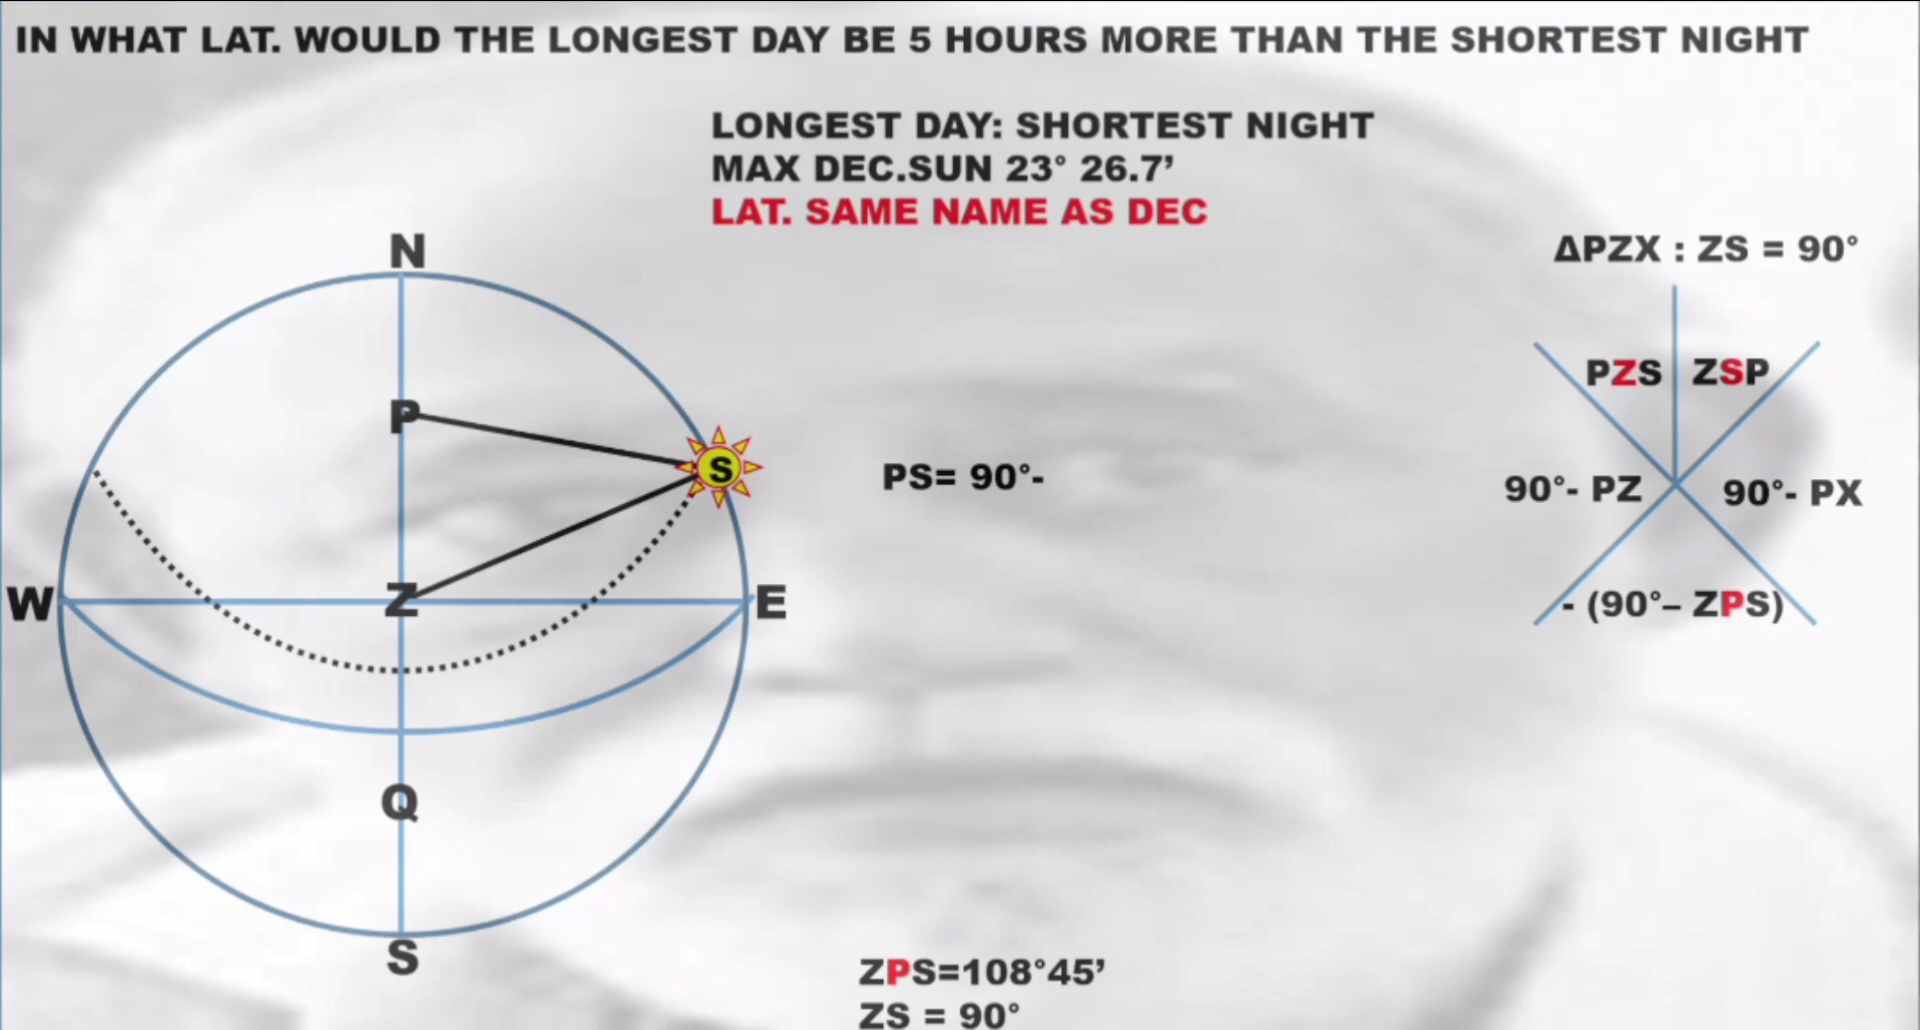 IN WHAT LAT. WOULD THE LONGEST DAY BE 5 HOURS MORE THAN THE SHORTEST NIGHT
LONGEST DAY: SHORTEST NIGHT
MAX DEC.SUN 23° 26.7’
LAT. SAME NAME AS DEC
N
P
S
W
Z
E
Q
S
PS= 90°-
ΔPZX : ZS = 90°
PZS ZSP
90°- PZ 90°- PX
- (90°– ZPS)
ZPS=108°45’
ZS = 90°